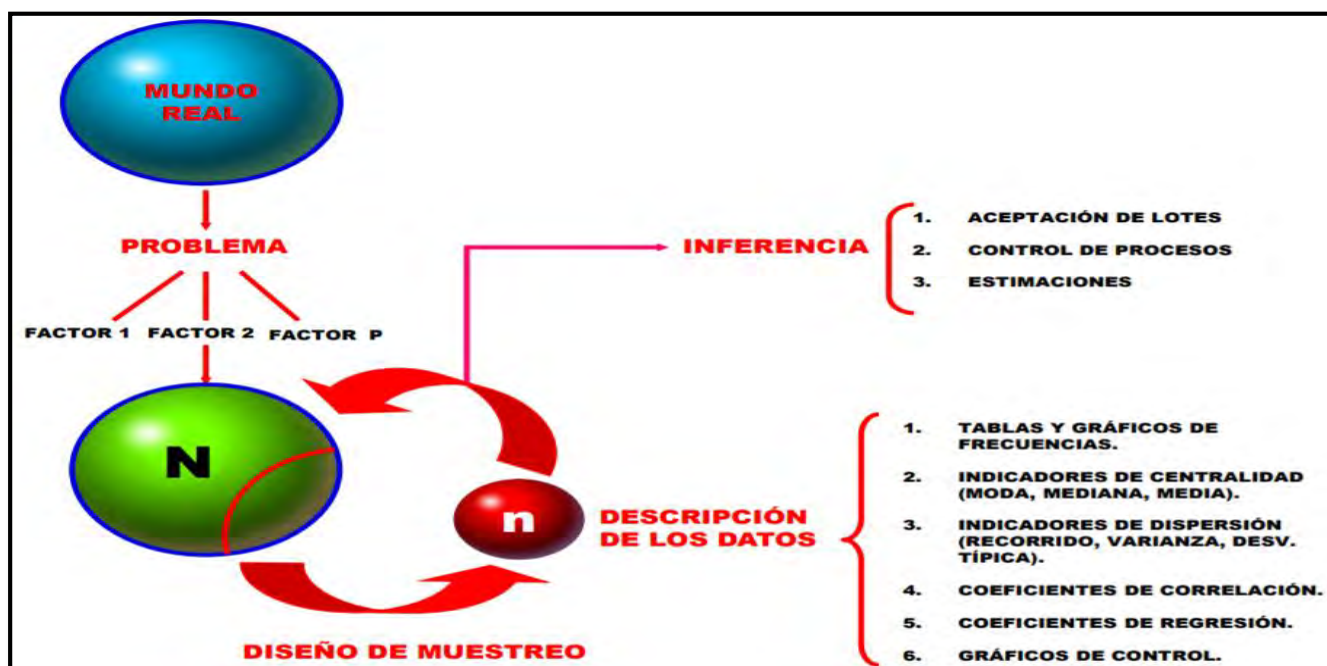 MUNDO
REAL
PROBLEMA
FACTOR 1 FACTOR 2 FACTOR P
N
n
DISEÑO DE MUESTREO
INFERENCIA
1. ACEPTACIÓN DE LOTES
2. CONTROL DE PROCESOS
3. ESTIMACIONES
DESCRIPCIÓN
DE LOS DATOS
1. TABLAS Y GRÁFICOS DE
FRECUENCIAS.
2. INDICADORES DE CENTRALIDAD
(MODA, MEDIANA, MEDIA).
3. INDICADORES DE DISPERSIÓN
(RECORRIDO, VARIANZA, DESV.
TÍPICA).
4. COEFICIENTES DE CORRELACIÓN.
5. COEFICIENTES DE REGRESIÓN.
6. GRÁFICOS DE CONTROL.